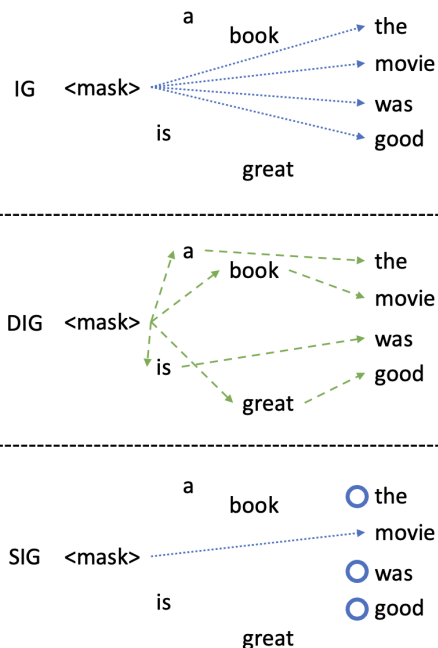 a
book
the
movie
IG <mask>
was
is
good
great
a
the
book
movie
DIG <mask>
was
is
good
great
a
the
book
movie
SIG <mask>
was
is
good
great